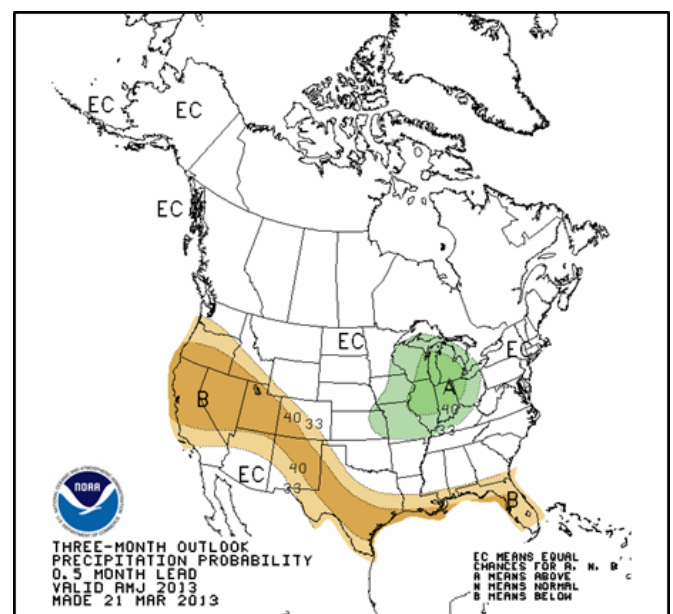 EC
EC
EC
EC
EC
B
A
40
33
40
33
40
33
EC
B
NOAA
THREE-MONTH OUTLOOK
PRECIPITATION PROBABILITY
0.5 MONTH LEAD
VALID AMJ 2013
MADE 21 MAR 2013
EC MEANS EQUAL
CHANCES FOR A, N, B
A MEANS ABOVE
N MEANS NORMAL
B MEANS BELOW